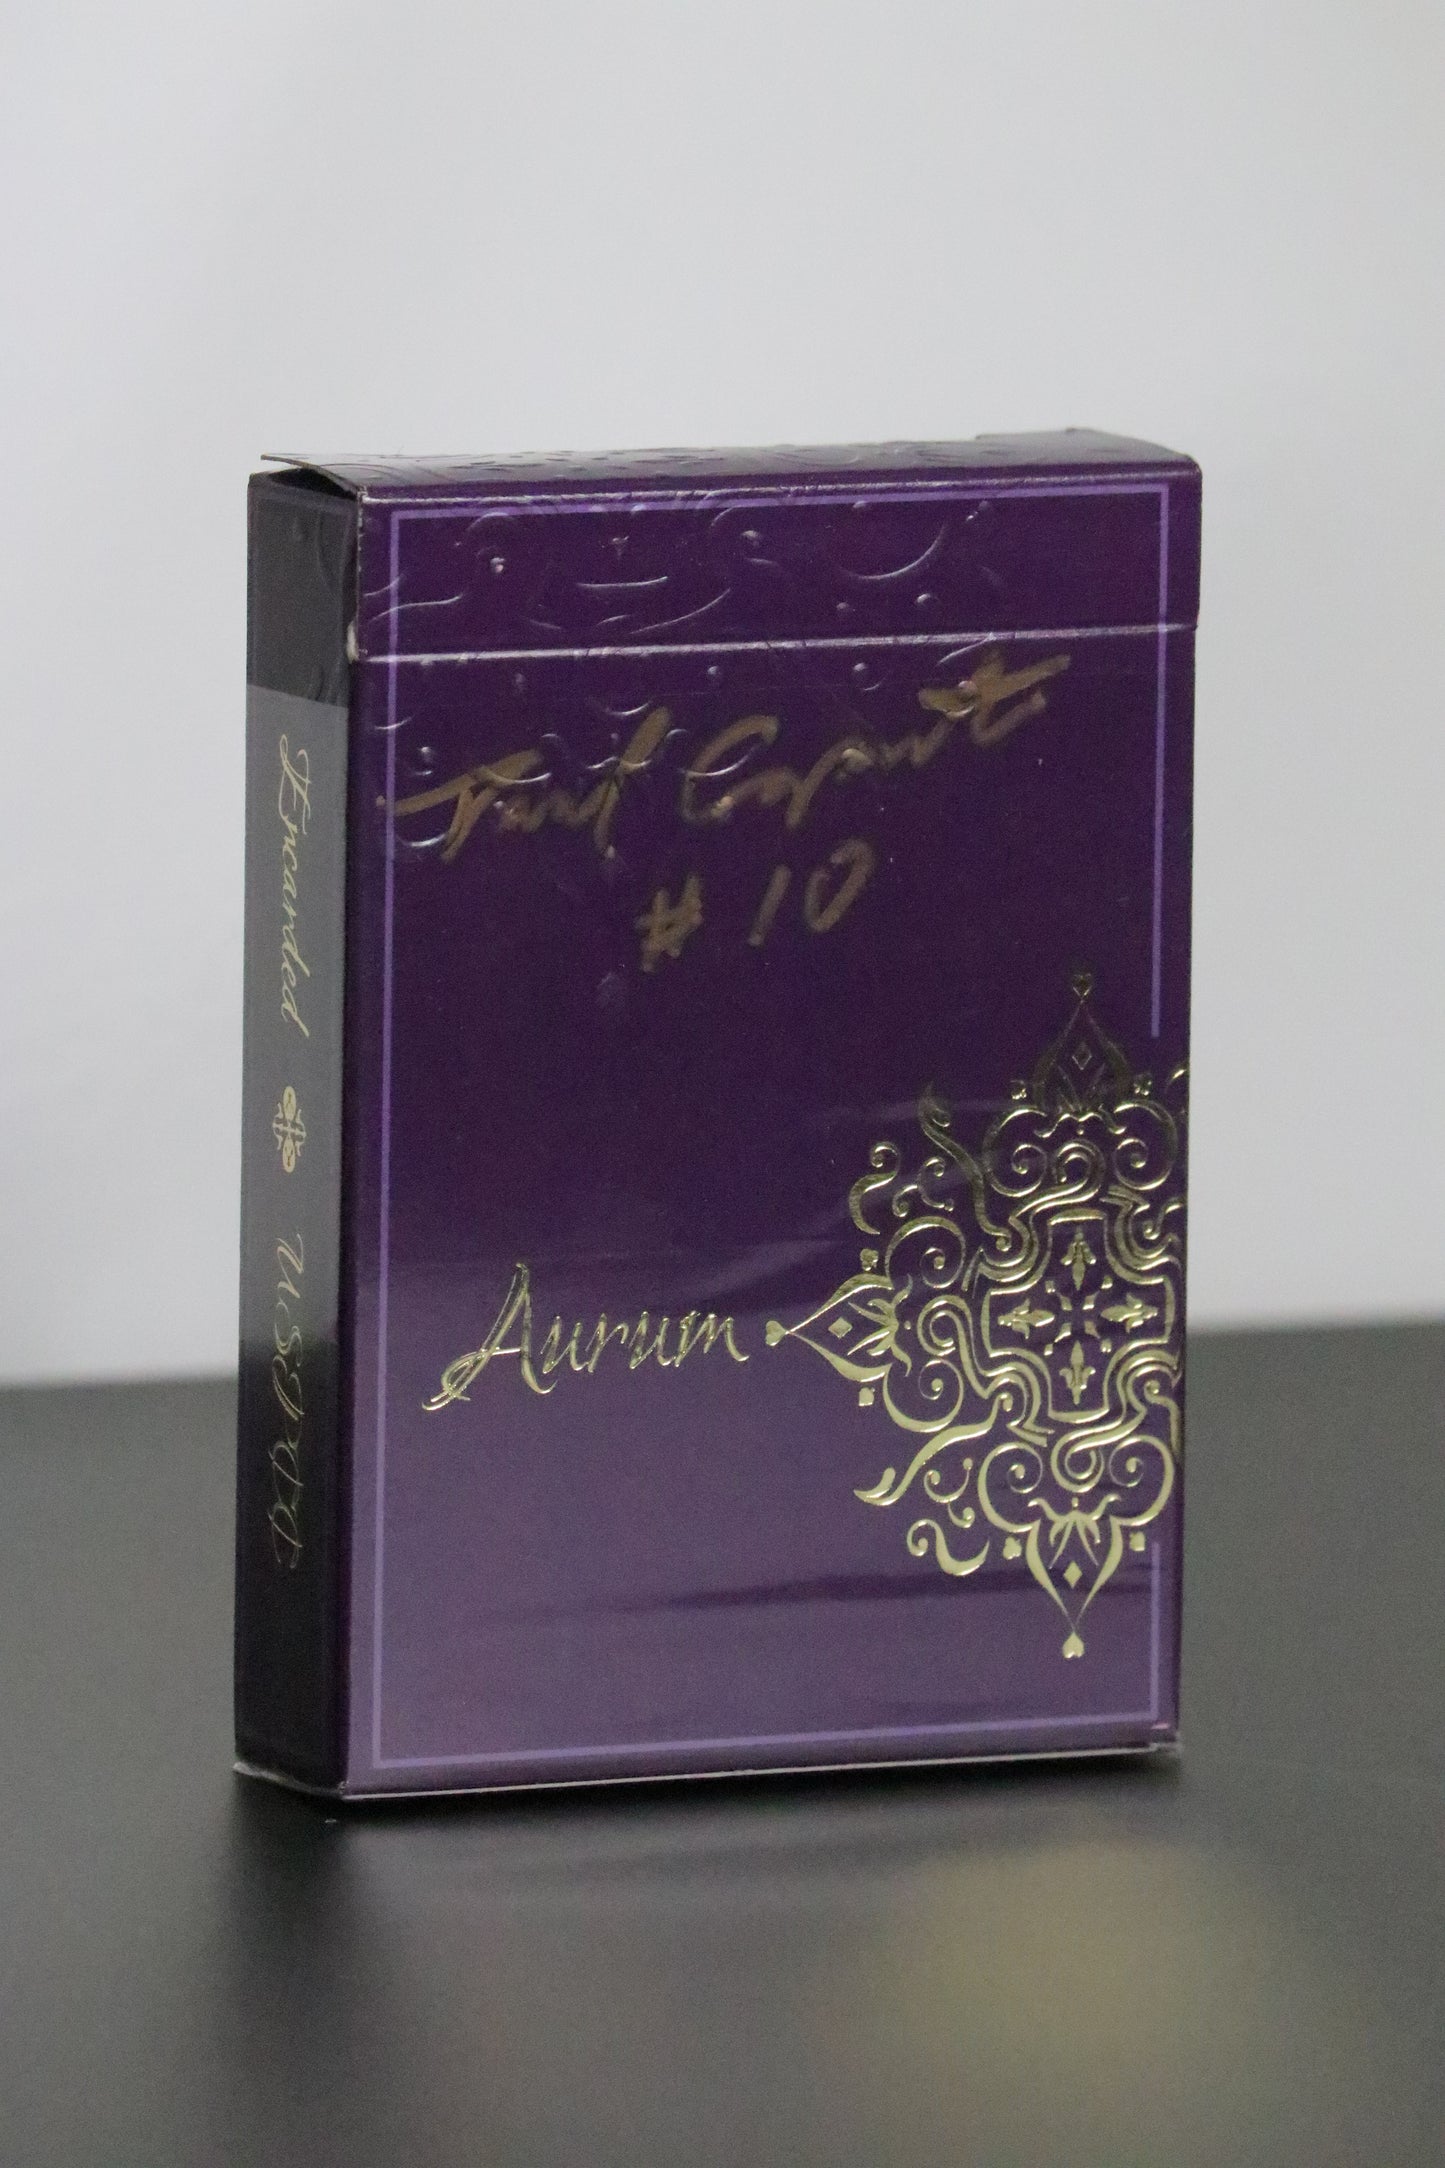 # 10
Aurum
Encarded USPCC